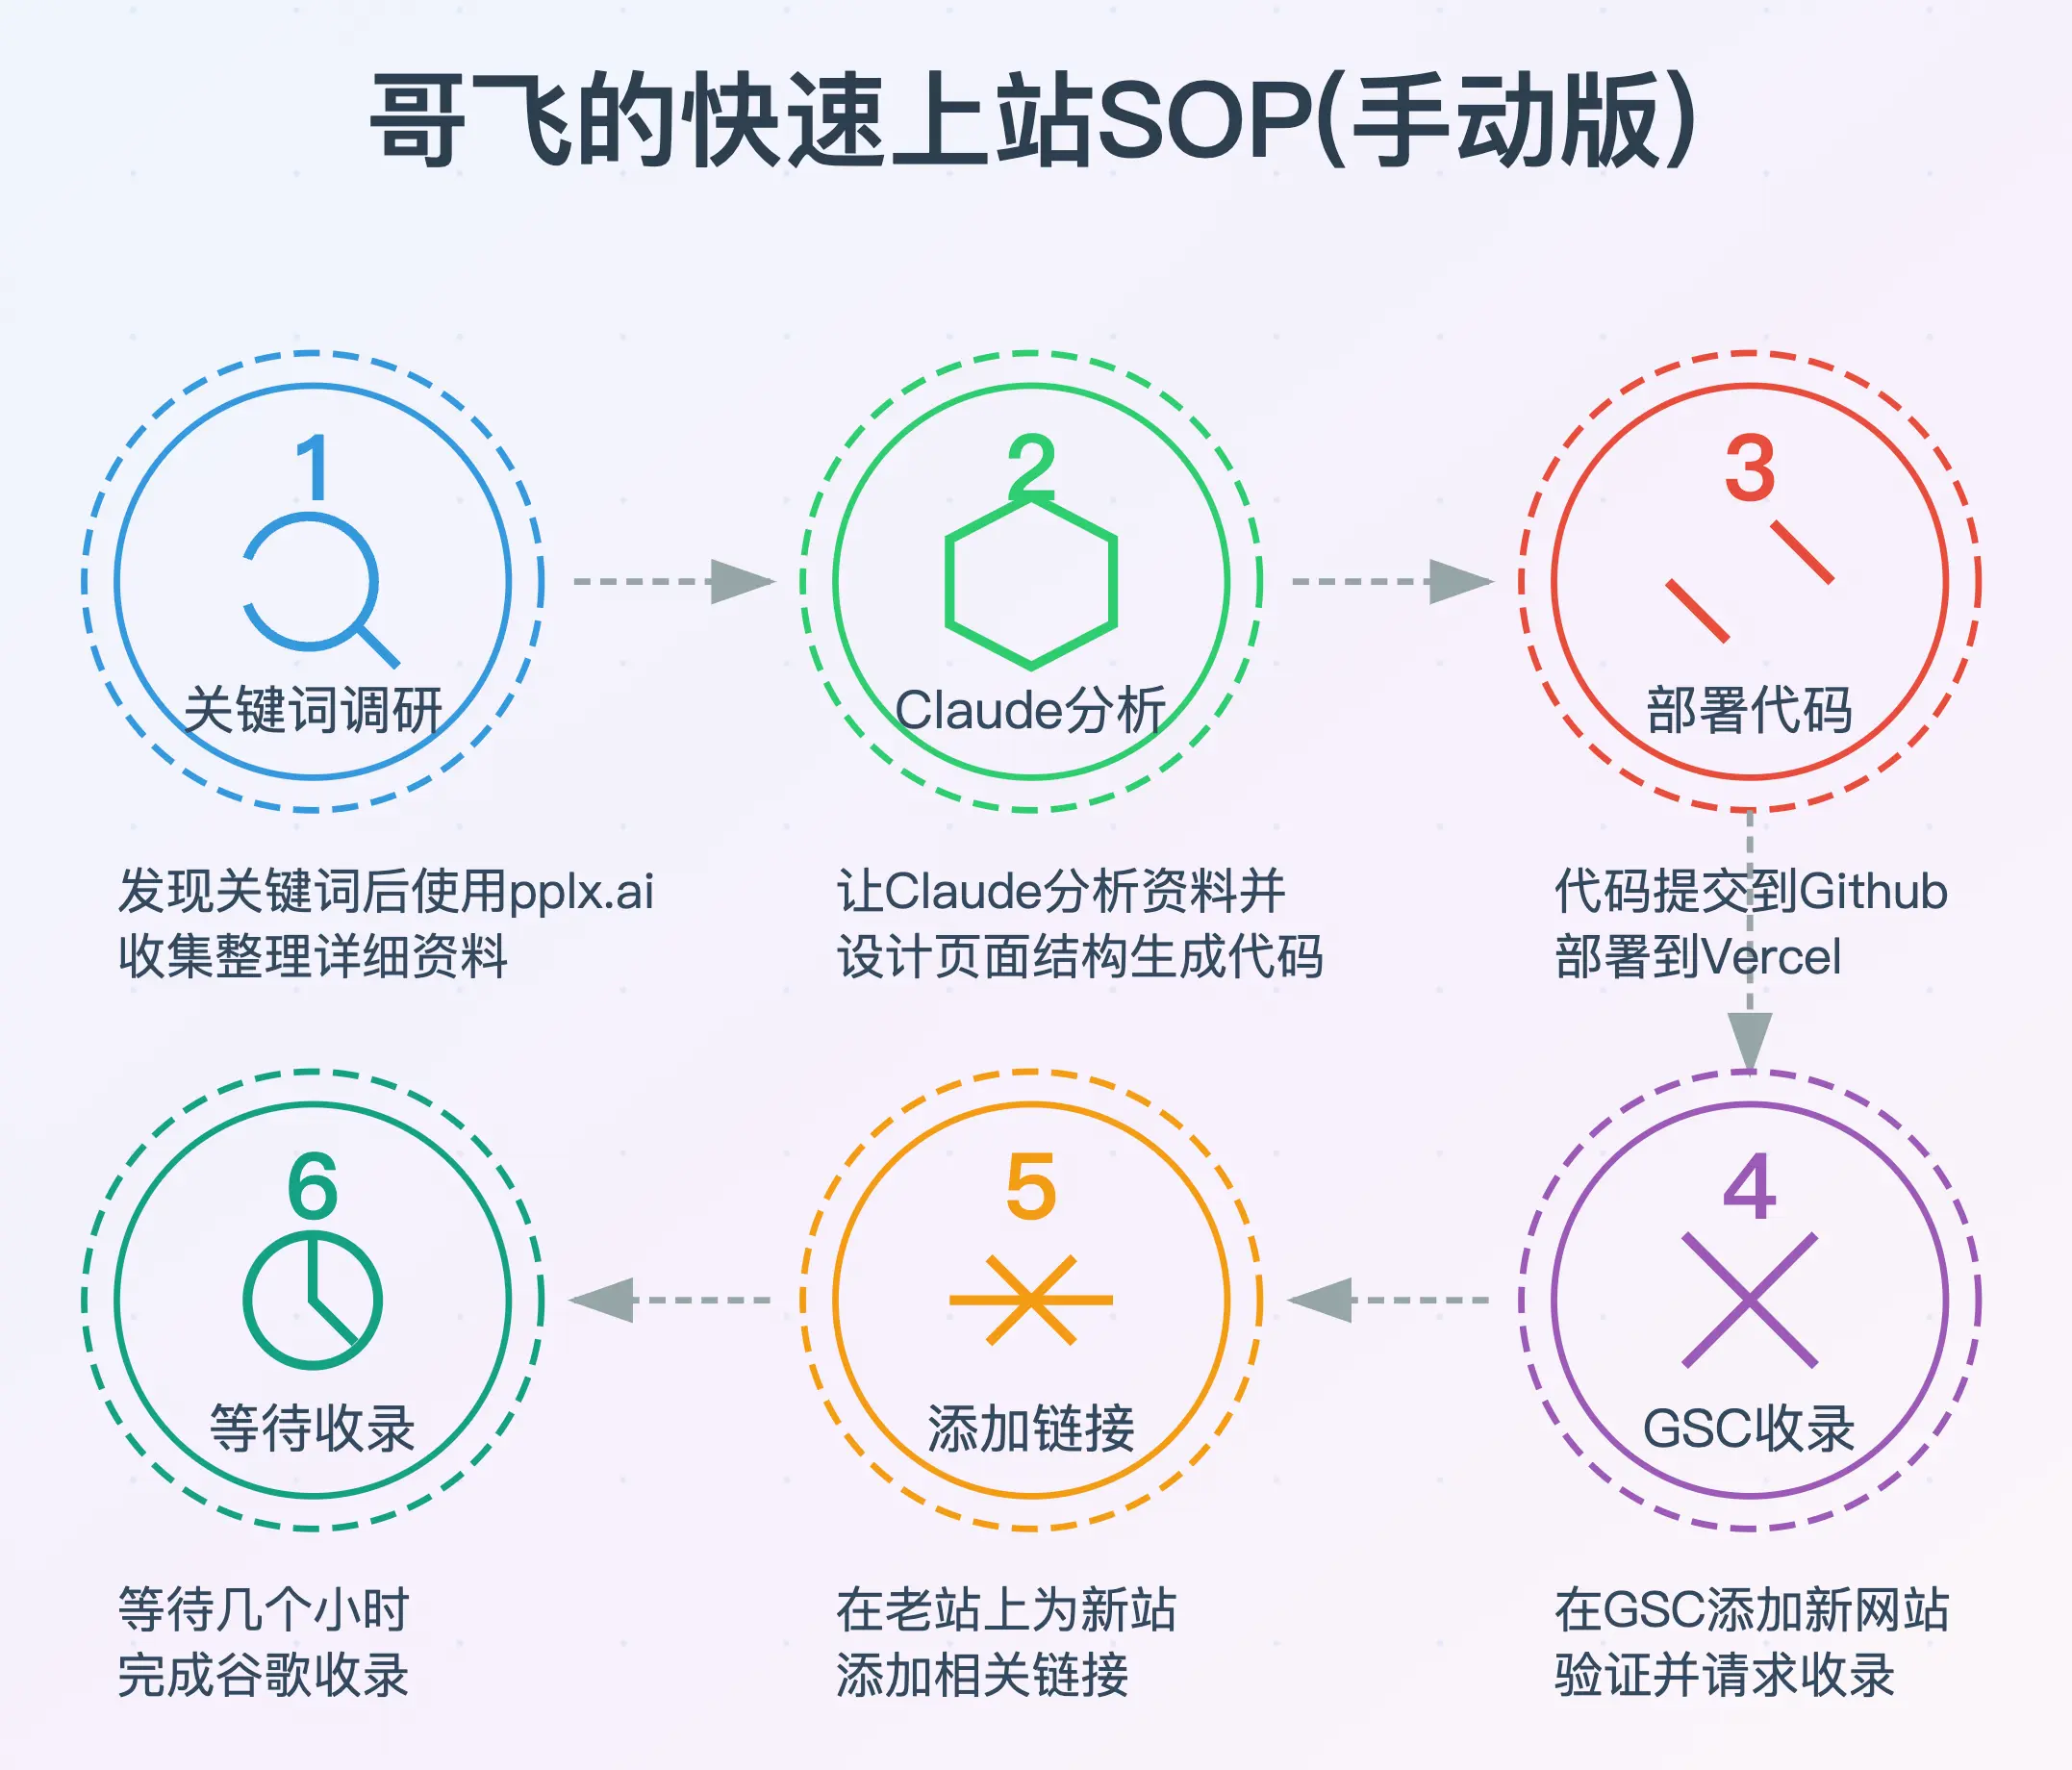 哥飞的快速上站SOP(手动版)
1
关键词调研
发现关键词后使用pplx.ai
收集整理详细资料
2
Claude分析
让Claude分析资料并
设计页面结构生成代码
3
部署代码
代码提交到Github
部署到Vercel
4
GSC收录
在GSC添加新网站
验证并请求收录
5
添加链接
在老站上为新站
添加相关链接
6
等待收录
等待几个小时
完成谷歌收录